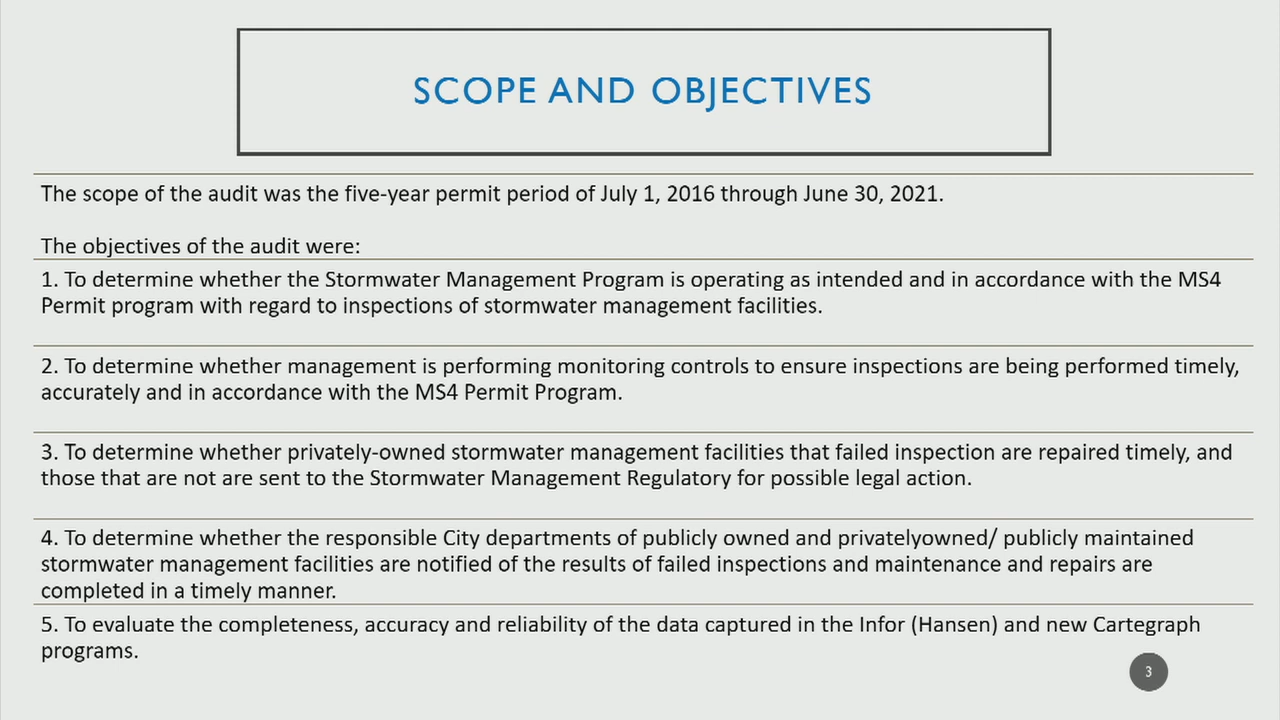 SCOPE AND OBJECTIVES
The scope of the audit was the five-year permit period of July 1, 2016 through June 30, 2021.
The objectives of the audit were:
1. To determine whether the Stormwater Management Program is operating as intended and in accordance with the MS4
Permit program with regard to inspections of stormwater management facilities.
2. To determine whether management is performing monitoring controls to ensure inspections are being performed timely,
accurately and in accordance with the MS4 Permit Program.
3. To determine whether privately-owned stormwater management facilities that failed inspection are repaired timely, and
those that are not are sent to the Stormwater Management Regulatory for possible legal action.
4. To determine whether the responsible City departments of publicly owned and privatelyowned/ publicly maintained
stormwater management facilities are notified of the results of failed inspections and maintenance and repairs are
completed in a timely manner.
5. To evaluate the completeness, accuracy and reliability of the data captured in the Infor (Hansen) and new Cartegraph
programs.
3